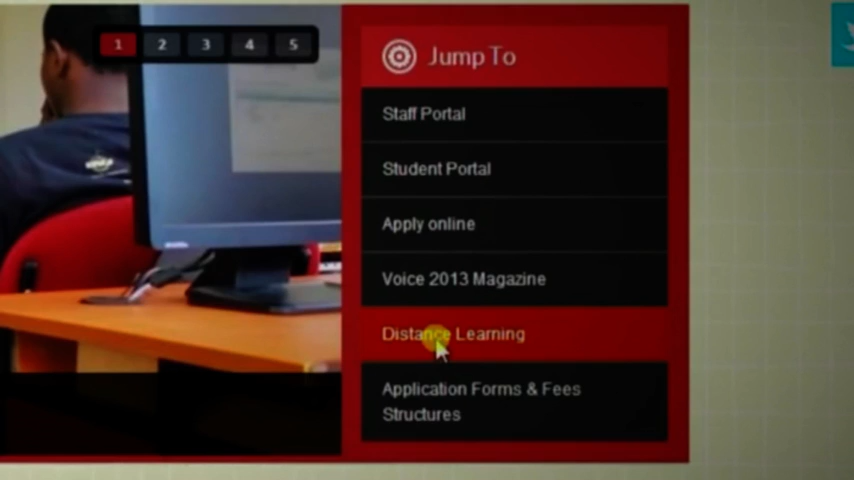 1 2 3 4 5
Jump To
Staff Portal
Student Portal
Apply online
Voice 2013 Magazine
Distance Learning
Application Forms & Fees
Structures